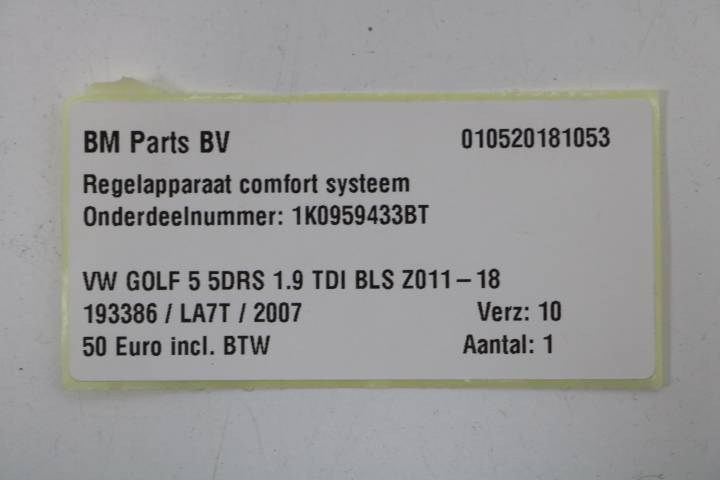 BM Parts BV 010520181053
Regelapparaat comfort systeem
Onderdeelnummer: 1K0959433BT
VW GOLF 5 5DRS 1.9 TDI BLS Z011-18
193386 / LA7T / 2007 Verz: 10
50 Euro incl. BTW Aantal: 1